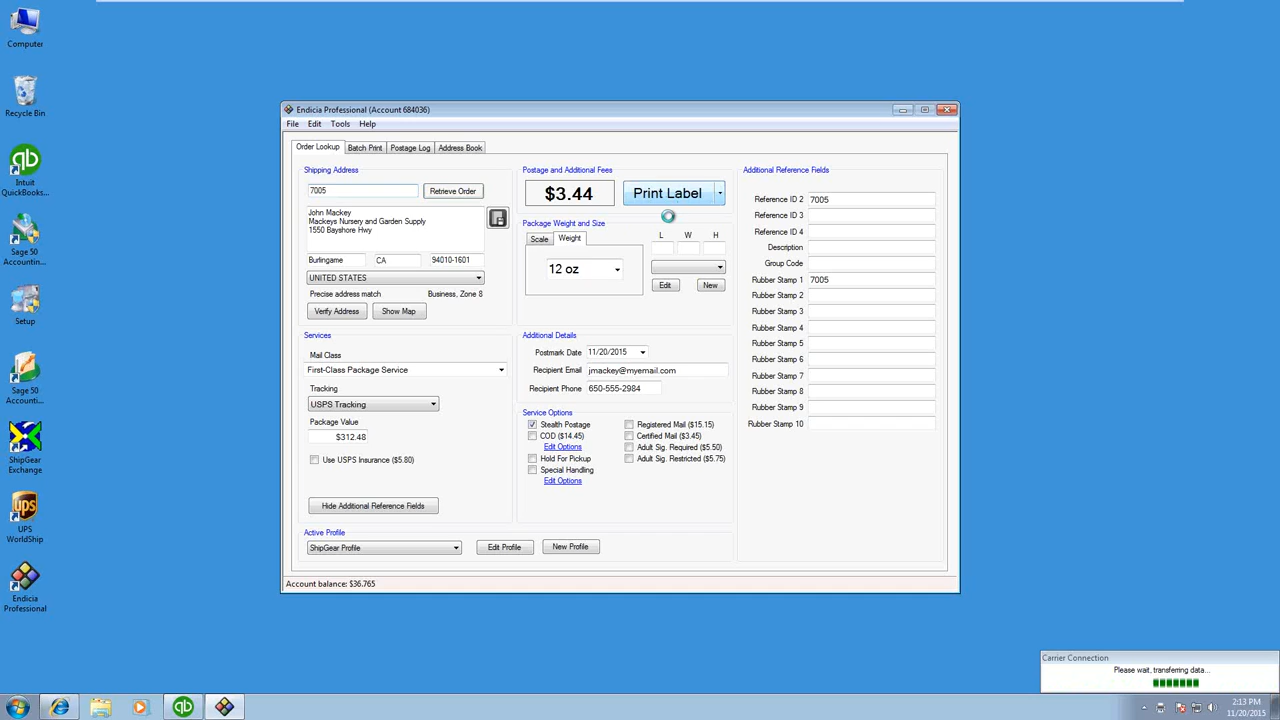 Computer
Recycle Bin
Intuit
QuickBooks...
Sage 50
Accountin...
Setup
Sage 50
Accounti...
ShipGear
Exchange
UPS
WorldShip
Endicia
Professional
Endicia Professional (Account 684036)
File Edit Tools Help
Order Lookup Batch Print Postage Log Address Book
Shipping Address
7005 Retrieve Order
John Mackey
Mackeys Nursery and Garden Supply
1550 Bayshore Hwy
Burlingame CA 94010-1601
UNITED STATES
Precise address match Business, Zone 8
Verify Address Show Map
Services
Mail Class
First-Class Package Service
Tracking
USPS Tracking
Package Value
$312.48
Use USPS Insurance ($5.80)
Hide Additional Reference Fields
Active Profile
ShipGear Profile Edit Profile New Profile
Account balance: $36.765
Postage and Additional Fees
$3.44 Print Label
Package Weight and Size
Scale Weight
12 oz
L W H
Edit New
Additional Details
Postmark Date 11/20/2015
Recipient Email jmackey@myemail.com
Recipient Phone 650-555-2984
Service Options
Stealth Postage Registered Mail ($15.15)
COD ($14.45) Certified Mail ($3.45)
Edit Options Adult Sig. Required ($5.50)
Hold For Pickup Adult Sig. Restricted ($5.75)
Special Handling
Edit Options
Additional Reference Fields
Reference ID 2 7005
Reference ID 3
Reference ID 4
Description
Group Code
Rubber Stamp 1 7005
Rubber Stamp 2
Rubber Stamp 3
Rubber Stamp 4
Rubber Stamp 5
Rubber Stamp 6
Rubber Stamp 7
Rubber Stamp 8
Rubber Stamp 9
Rubber Stamp 10
Carrier Connection
Please wait, transferring data...
2:13 PM
11/20/2015